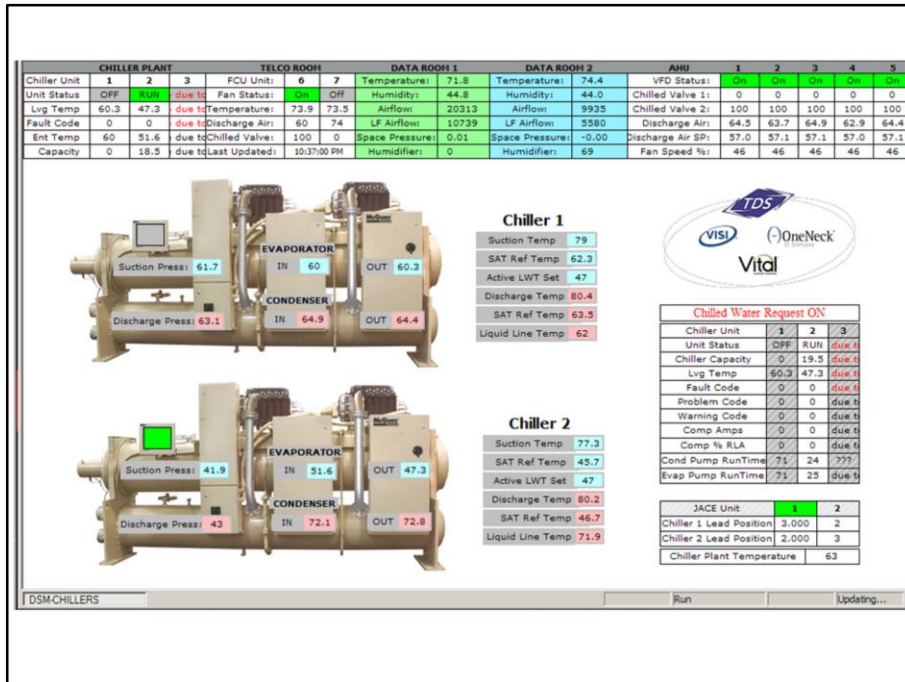 CHILLER PLANT TELCO ROOM DATA ROOM 1 DATA ROOM 2 AHU 1 2 3 4 5
Chiller Unit 1 2 3 FCU Unit: 6 7 Temperature: 71.8 Temperature: 74.4 VFD Status: On On On On On
Unit Status OFF RUN due to Fan Status: On Off Humidity: 44.8 Humidity: 44.0 Chilled Valve 1: 0 0 0 0 0
Lvg Temp 60.3 47.3 due to Temperature: 73.9 73.5 Airflow: 20313 Airflow: 9935 Chilled Valve 2: 100 100 100 100 100
Fault Code 0 0 due to Discharge Air: 60 74 LF Airflow: 10739 LF Airflow: 5580 Discharge Air: 64.5 63.7 64.9 62.9 64.4
Ent Temp 60 51.6 due to Chilled Valve: 100 0 Space Pressure: 0.01 Space Pressure: -0.00 Discharge Air SP: 57.0 57.1 57.1 57.0 57.1
Capacity 0 18.5 due to Last Updated: 10:37:00 PM Humidifier: 0 Humidifier: 69 Fan Speed %: 46 46 46 46 46
McQuay
EVAPORATOR
Suction Press: 61.7 IN 60 OUT 60.3
CONDENSER
Discharge Press: 63.1 IN 64.9 OUT 64.4
Chiller 1
Suction Temp 79
SAT Ref Temp 62.3
Active LWT Set 47
Discharge Temp 80.4
SAT Ref Temp 63.5
Liquid Line Temp 62
TDS
VISI
OneNeck
Vital
McQuay
EVAPORATOR
Suction Press: 41.9 IN 51.6 OUT 47.3
CONDENSER
Discharge Press: 43 IN 72.1 OUT 72.8
Chiller 2
Suction Temp 77.3
SAT Ref Temp 45.7
Active LWT Set 47
Discharge Temp 80.2
SAT Ref Temp 46.7
Liquid Line Temp 71.9
Chilled Water Request ON
Chiller Unit 1 2 3
Unit Status OFF RUN due t
Chiller Capacity 0 19.5 due t
Lvg Temp 60.3 47.3 due t
Fault Code 0 0 due t
Problem Code 0 0 due t
Warning Code 0 0 due t
Comp Amps 0 0 due t
Comp % RLA 0 0 due t
Cond Pump RunTime 71 24 ???
Evap Pump RunTime 71 25 due t
JACE Unit 1 2
Chiller 1 Lead Position 3.000 2
Chiller 2 Lead Position 2.000 3
Chiller Plant Temperature 63
DSM-CHILLERS Run Updating...